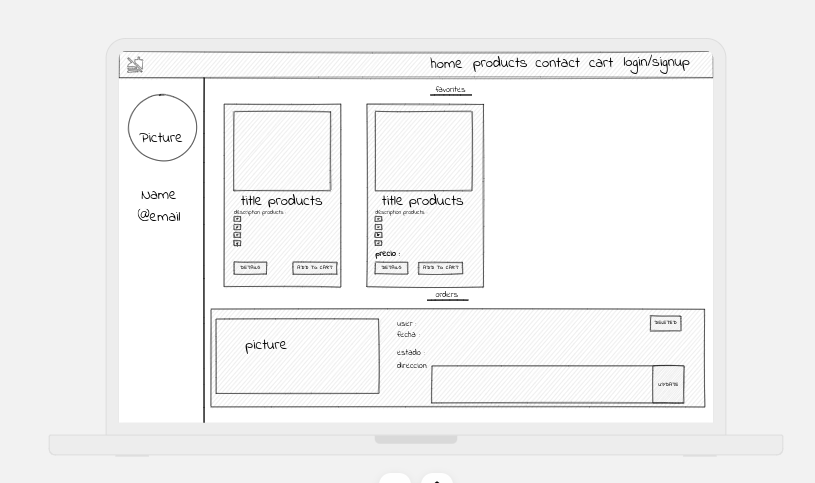 home products contact cart login/signup
favorites
Picture
Name
@email
title products
description products
DETAILS
ADD TO CART
title products
description products
precio :
DETAILS
ADD TO CART
orders
picture
user :
fecha :
estado :
direccion
DELETED
UPDATE